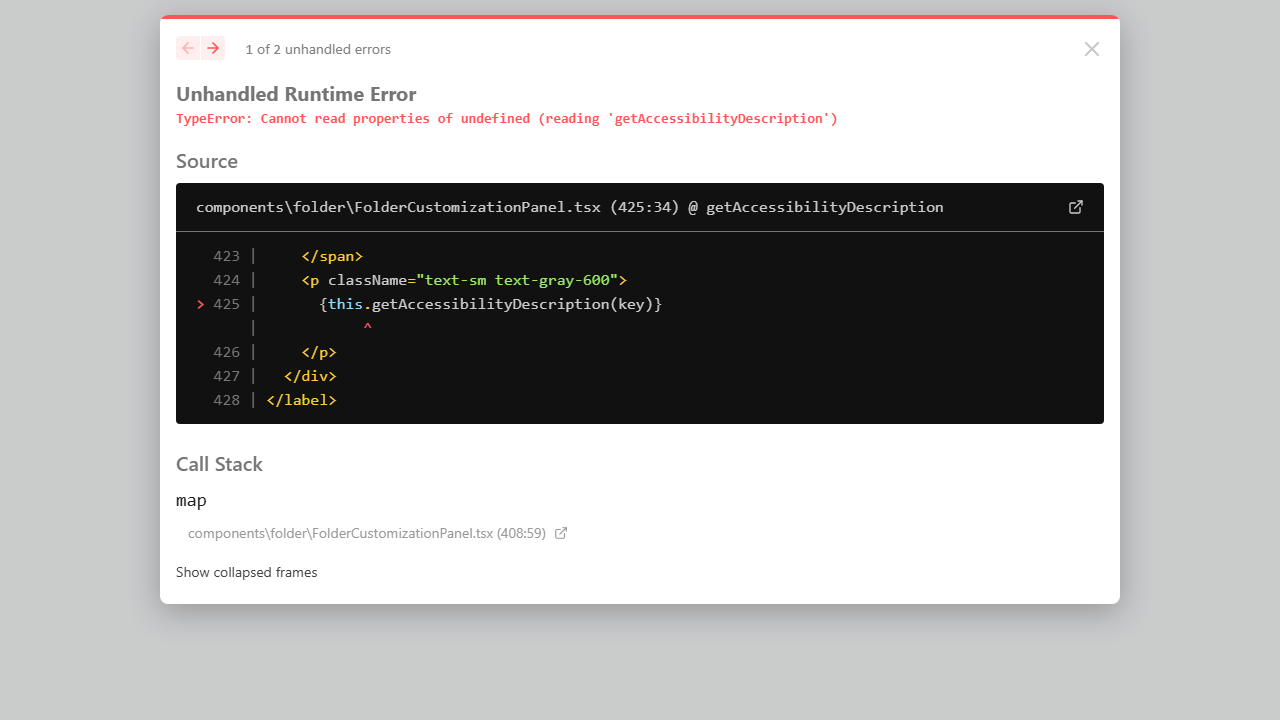 1 of 2 unhandled errors
Unhandled Runtime Error
TypeError: Cannot read properties of undefined (reading 'getAccessibilityDescription')
Source
components\folder\FolderCustomizationPanel.tsx (425:34) @ getAccessibilityDescription
423 |     </span>
424 |     <p className="text-sm text-gray-600">
> 425 |       {this.getAccessibilityDescription(key)}
|            ^
426 |     </p>
427 |   </div>
428 | </label>
Call Stack
map
components\folder\FolderCustomizationPanel.tsx (408:59)
Show collapsed frames